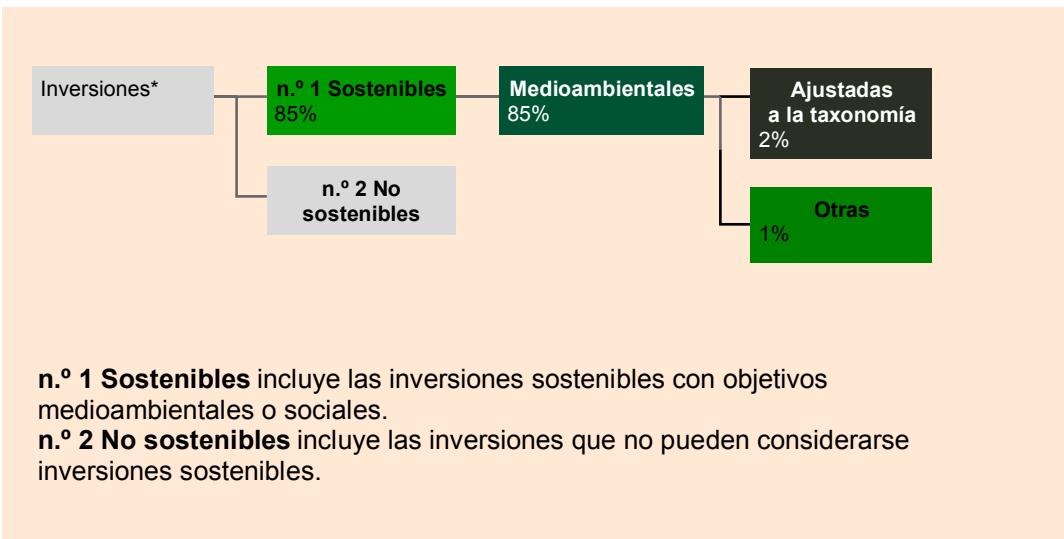 Inversiones*
n.º 1 Sostenibles
85%
Medioambientales
85%
Ajustadas
a la taxonomía
2%
n.º 2 No
sostenibles
Otras
1%
n.º 1 Sostenibles incluye las inversiones sostenibles con objetivos
medioambientales o sociales.
n.º 2 No sostenibles incluye las inversiones que no pueden considerarse
inversiones sostenibles.